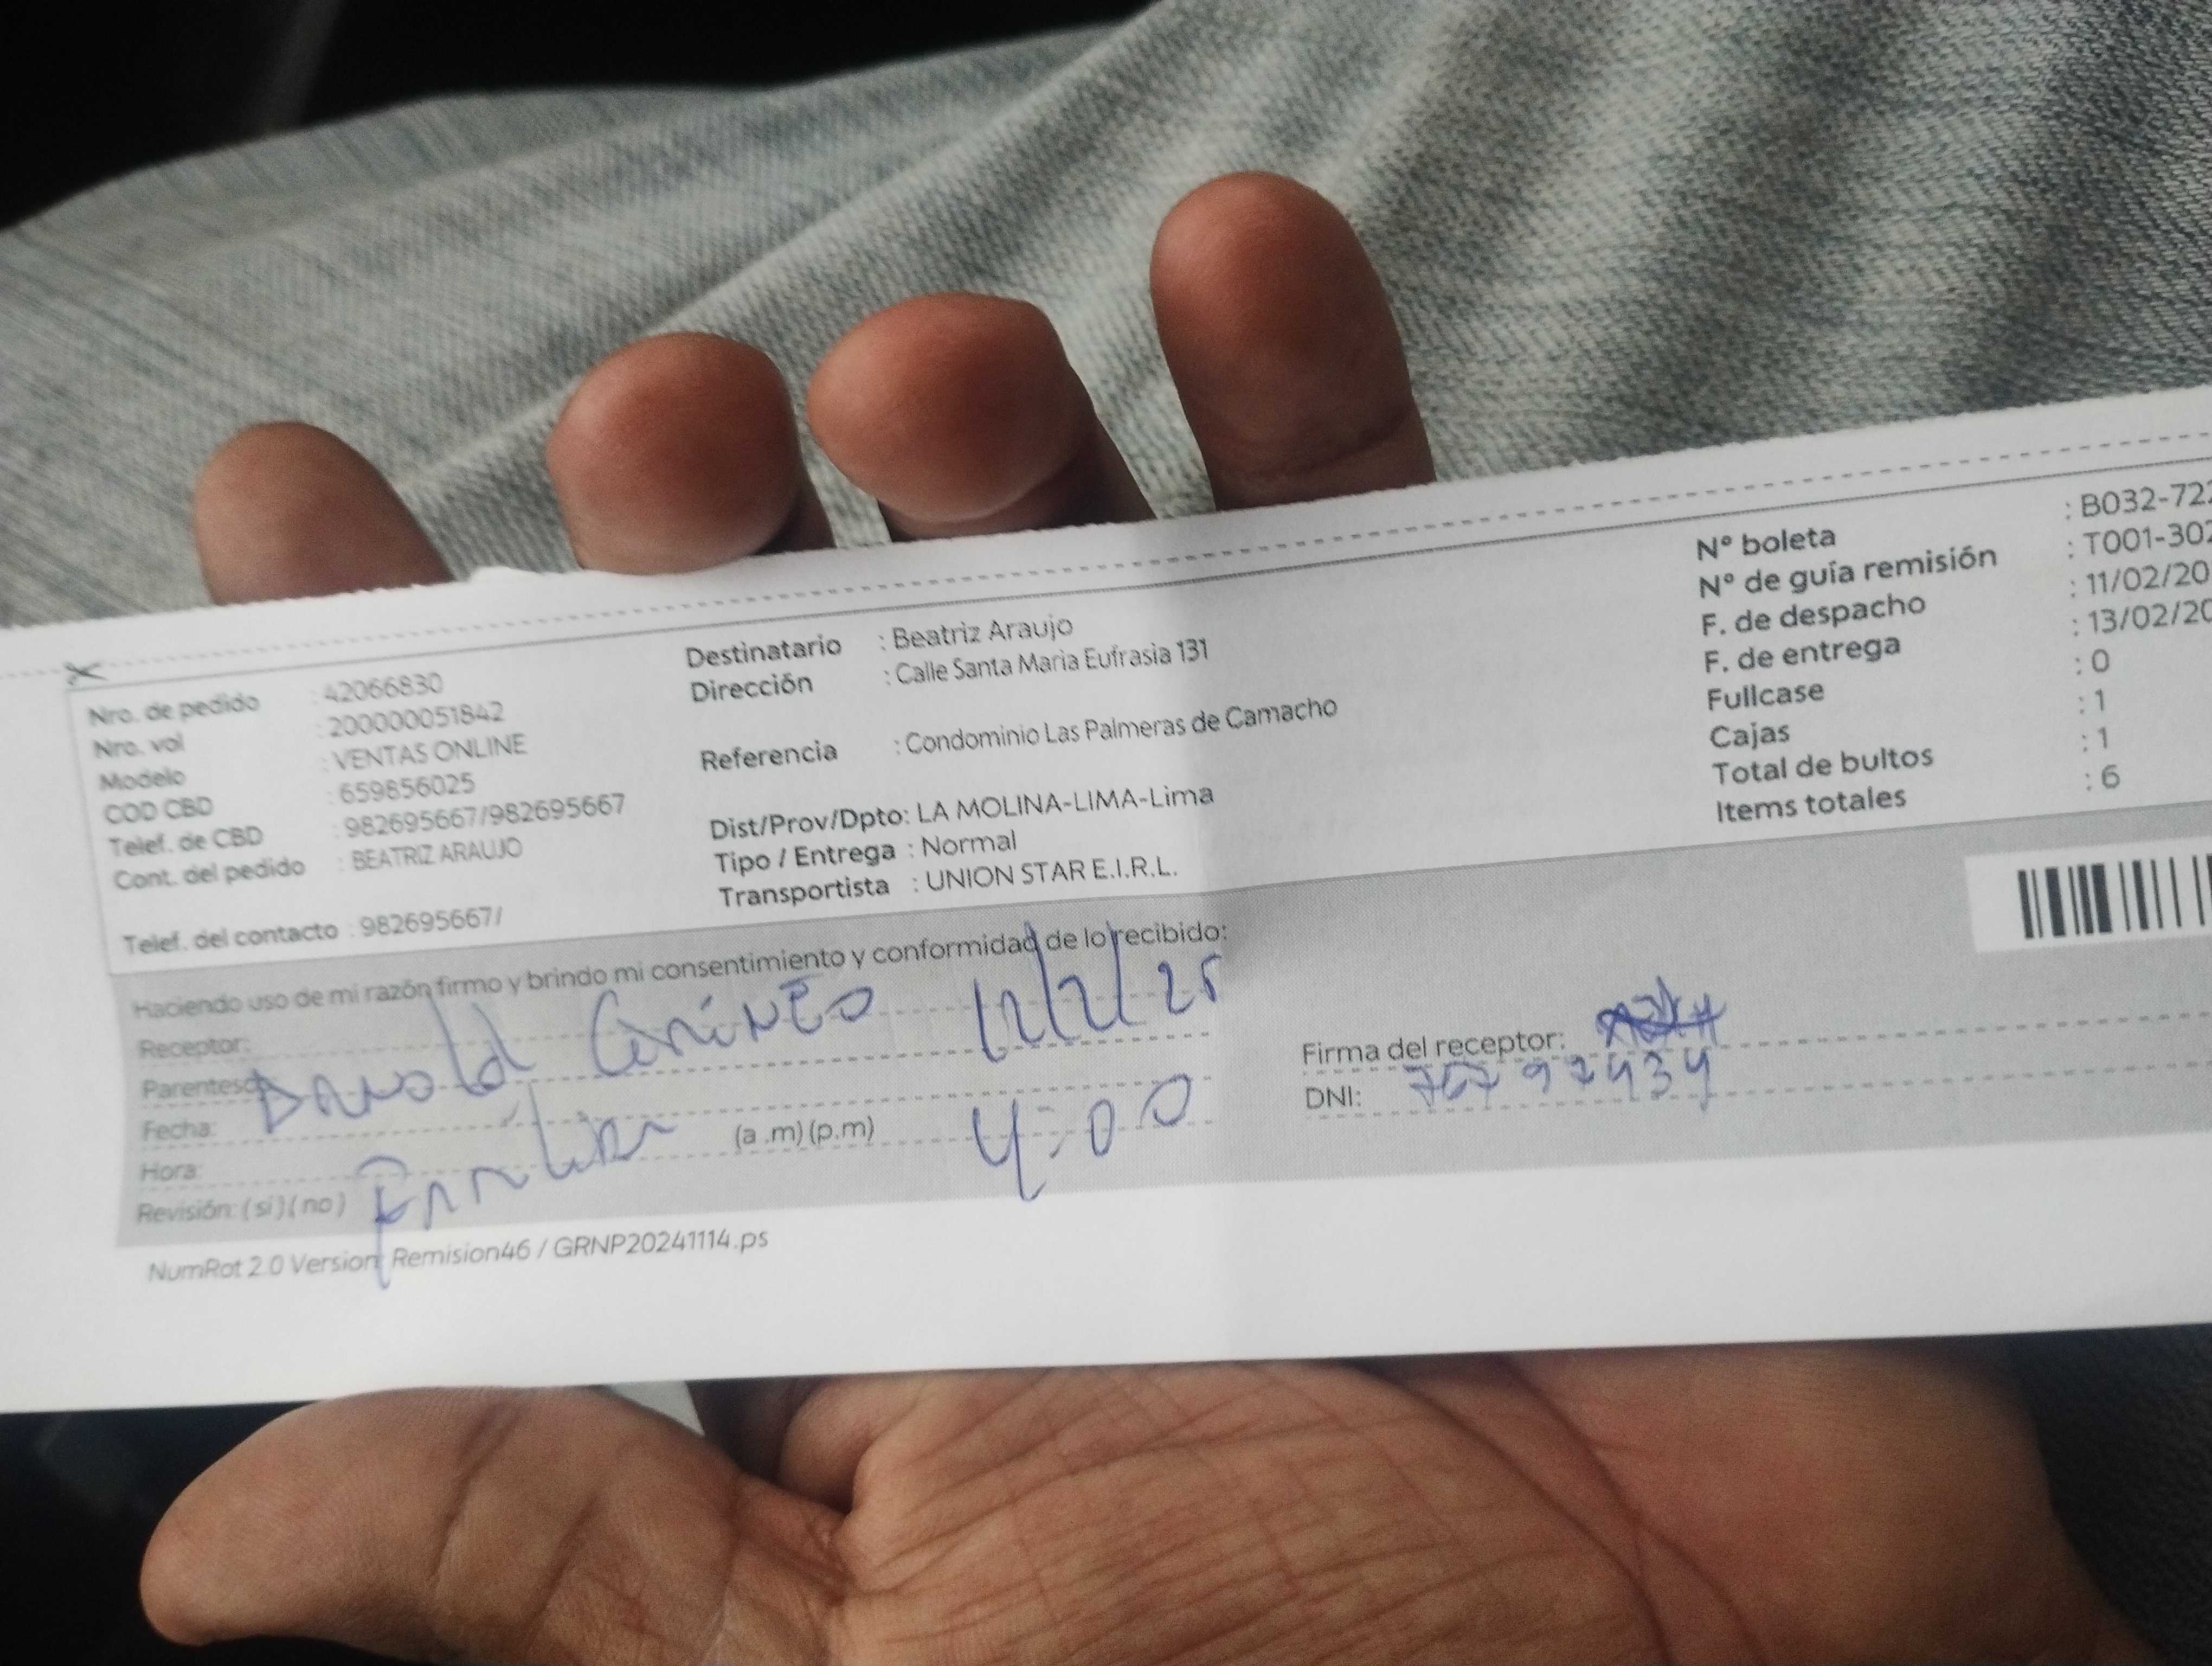 Nro. de pedido : 42066830
Nro. vol : 200000051842
Modelo : VENTAS ONLINE
COD CBD : 659856025
Telef. de CBD : 982695667/982695667
Cont. del pedido : BEATRIZ ARAUJO
Telef. del contacto : 982695667/
Destinatario : Beatriz Araujo
Dirección : Calle Santa Maria Eufrasia 131
Referencia : Condominio Las Palmeras de Camacho
Dist/Prov/Dpto: LA MOLINA-LIMA-Lima
Tipo / Entrega : Normal
Transportista : UNION STAR E.I.R.L.
Nº boleta : B032-722
Nº de guía remisión : T001-302
F. de despacho : 11/02/20
F. de entrega : 13/02/20
Fullcase : 0
Cajas : 1
Total de bultos : 1
Items totales : 6
Haciendo uso de mi razón firmo y brindo mi consentimiento y conformidad de lo recibido:
Receptor:
Parentesco
Fecha: 12/2/25
Hora: (a .m) (p.m) 4:00
Revisión: (si) (no)
Firma del receptor:
DNI:
NumRot 2.0 Version Remision46 / GRNP20241114.ps